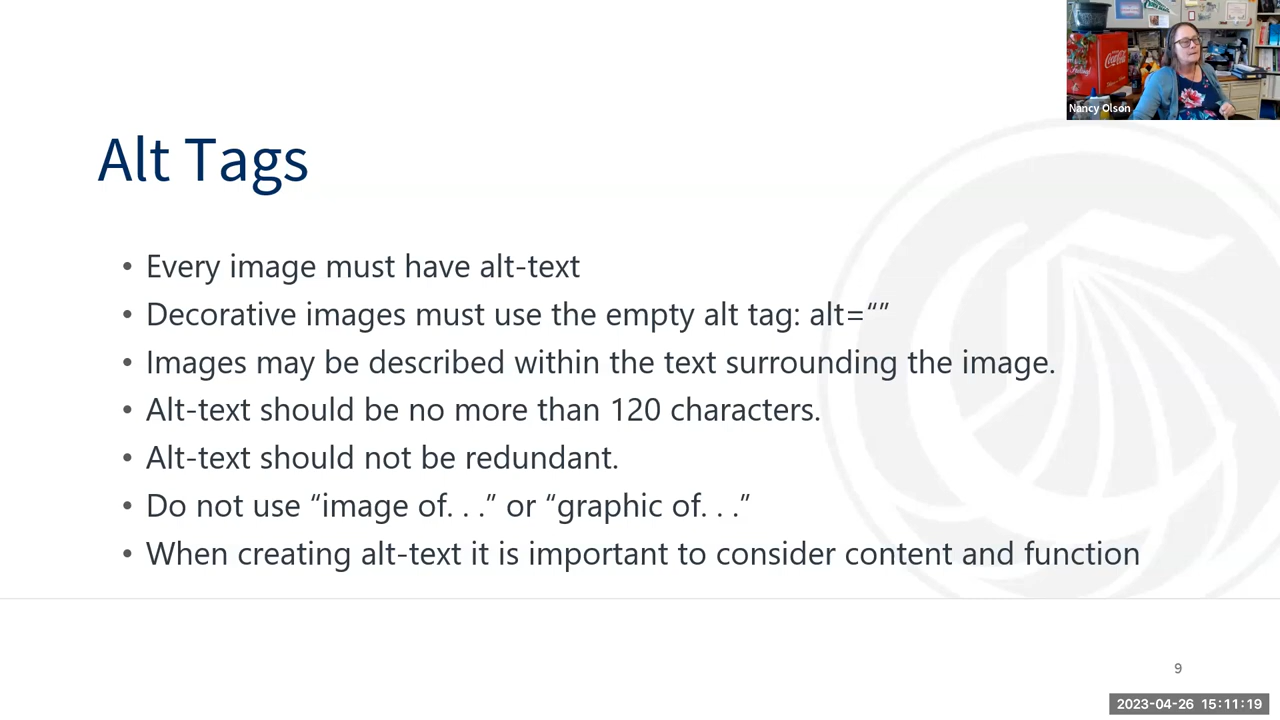 Nancy Olson
Coca-Cola
Alt Tags
• Every image must have alt-text
• Decorative images must use the empty alt tag: alt=“”
• Images may be described within the text surrounding the image.
• Alt-text should be no more than 120 characters.
• Alt-text should not be redundant.
• Do not use “image of. . .” or “graphic of. . .”
• When creating alt-text it is important to consider content and function
9
2023-04-26 15:11:19